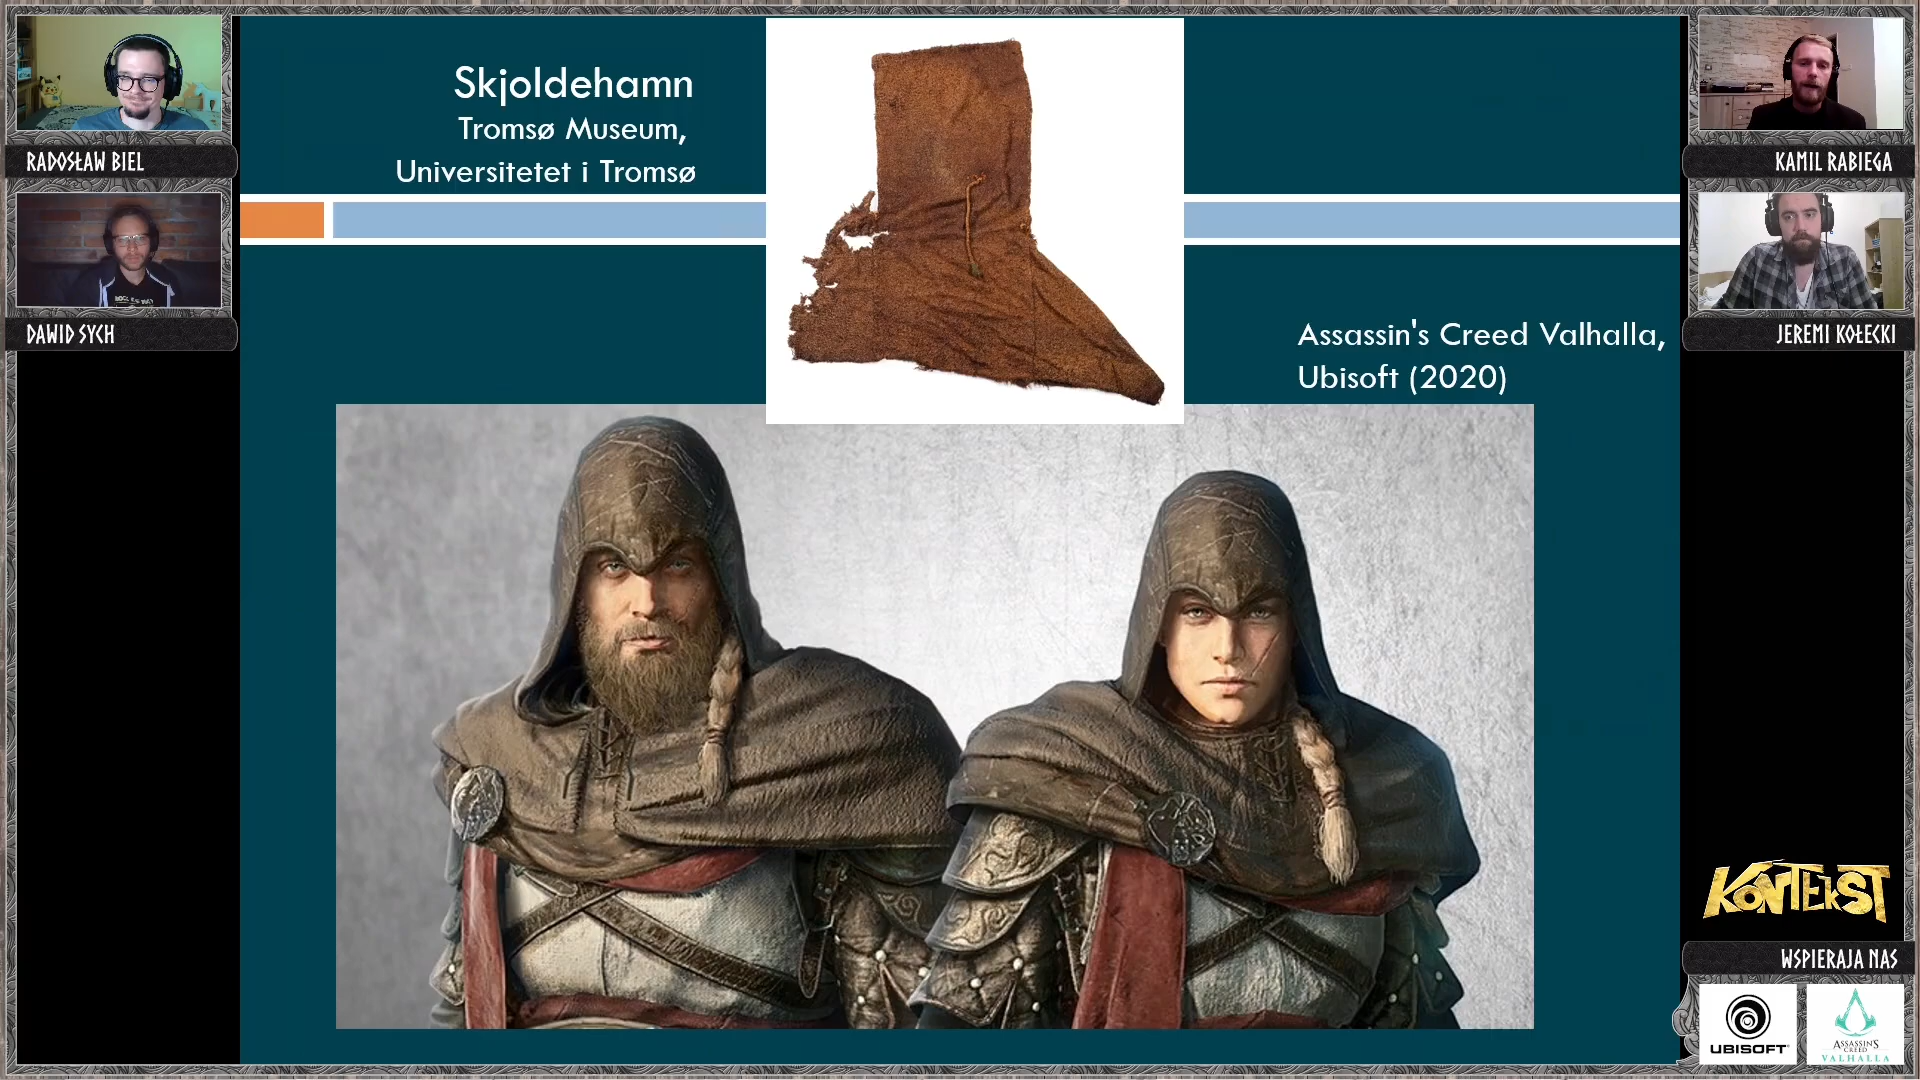 RADOSŁAW BIEL
DAWID SYCH
Skjoldehamn
Tromsø Museum,
Universitetet i Tromsø
Assassin's Creed Valhalla,
Ubisoft (2020)
KAMIL RABIEGA
JEREMI KOŁECKI
KONTEKST
WSPIERAJA NAS
UBISOFT
ASSASSIN'S
CREED
VALHALLA